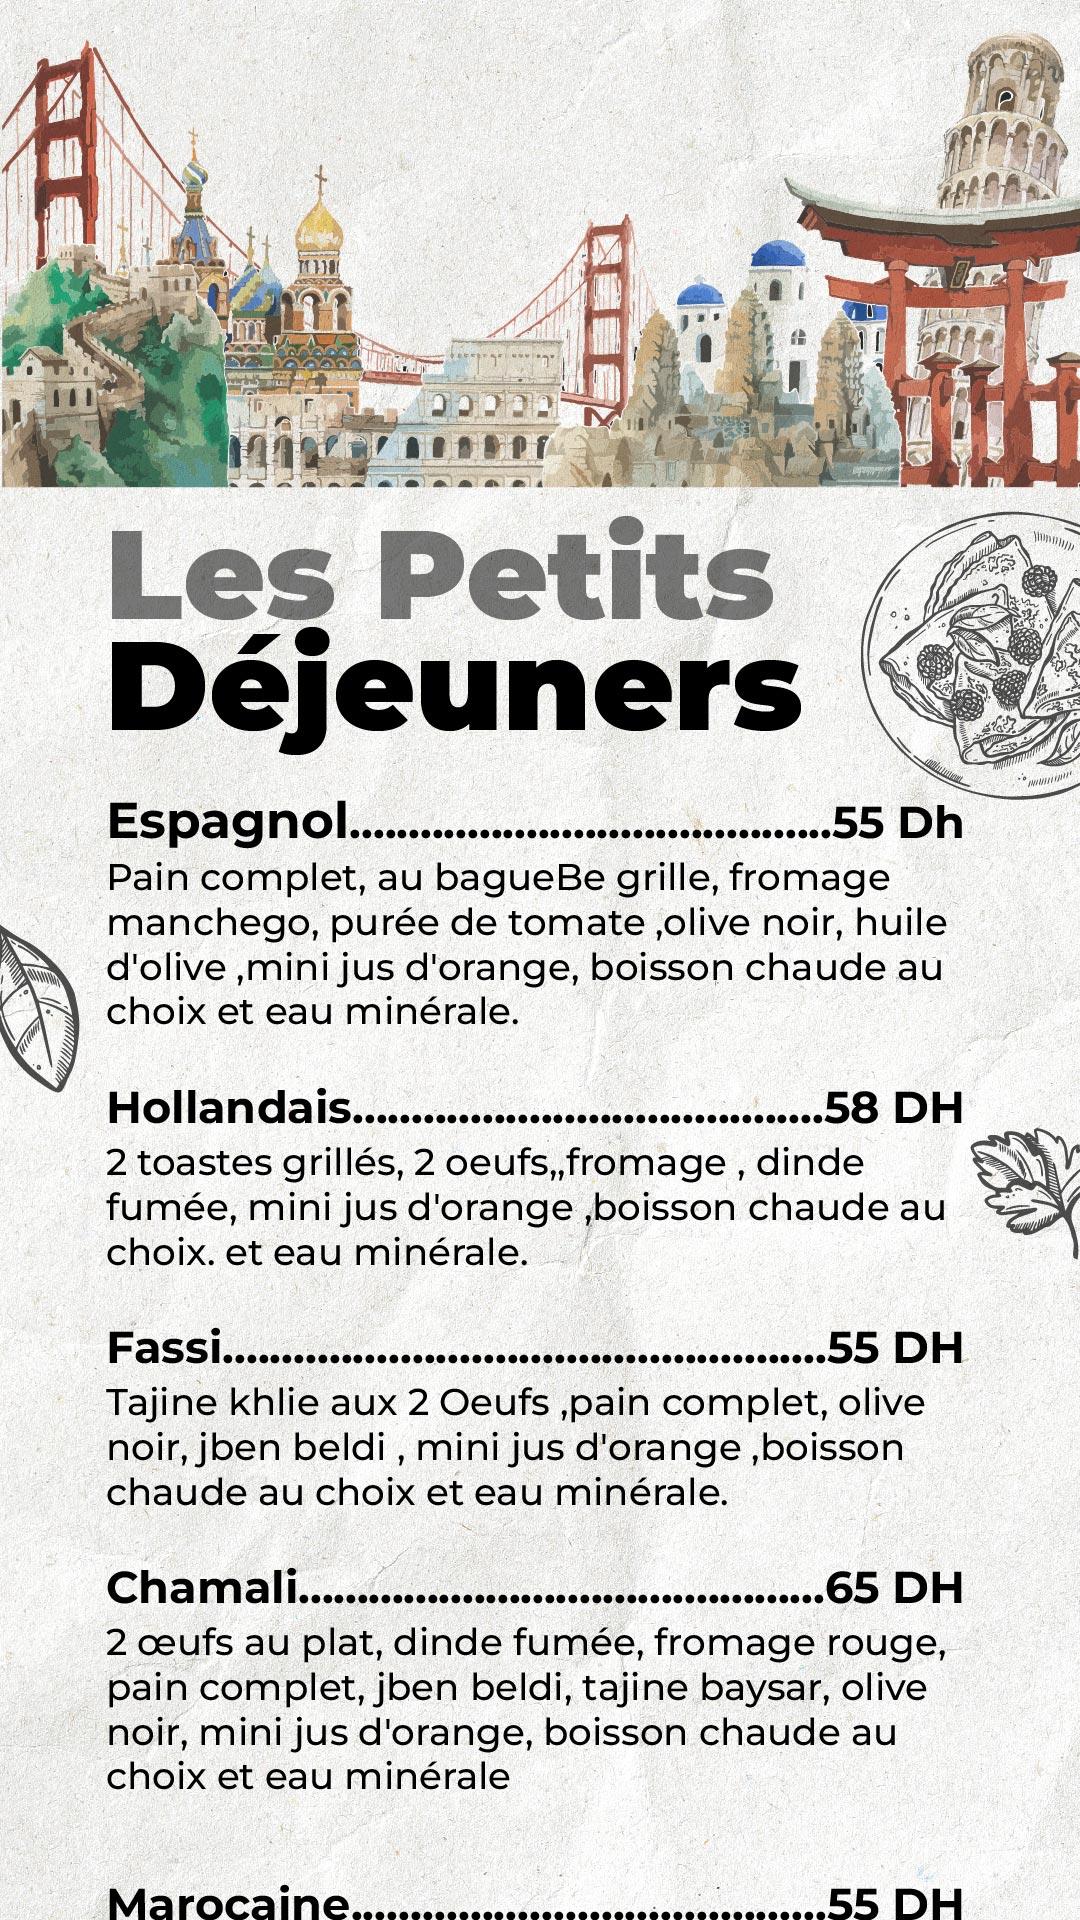 Les Petits
Déjeuners
Espagnol.........................................55 Dh
Pain complet, au bagueBe grille, fromage
manchego, purée de tomate ,olive noir, huile
d'olive ,mini jus d'orange, boisson chaude au
choix et eau minérale.
Hollandais........................................58 DH
2 toastes grillés, 2 oeufs,,fromage , dinde
fumée, mini jus d'orange ,boisson chaude au
choix. et eau minérale.
Fassi...................................................55 DH
Tajine khlie aux 2 Oeufs ,pain complet, olive
noir, jben beldi , mini jus d'orange ,boisson
chaude au choix et eau minérale.
Chamali............................................65 DH
2 œufs au plat, dinde fumée, fromage rouge,
pain complet, jben beldi, tajine baysar, olive
noir, mini jus d'orange, boisson chaude au
choix et eau minérale
Marocaine........................................55 DH